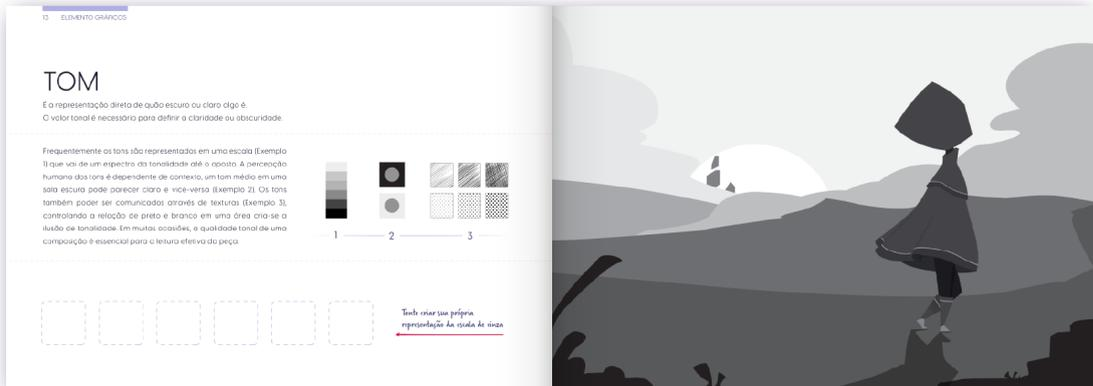 13 ELEMENTO GRÁFICOS
TOM
É a representação direta de quão escuro ou claro algo é.
O valor tonal é necessário para definir a claridade ou obscuridade.
Frequentemente os tons são representados em uma escala (Exemplo
1) que vai de um espectro da tonalidade até o oposto. A percepção
humana dos tons é dependente de contexto, um tom médio em uma
sala escura pode parecer claro e vice-versa (Exemplo 2). Os tons
também poder ser comunicados através de texturas (Exemplo 3),
controlando a relação de preto e branco em uma área cria-se a
ilusão de tonalidade. Em muitas ocasiões, a qualidade tonal de uma
composição é essencial para a leitura efetiva da peça.
1 2 3
Tente criar sua própria
representação da escala de cinza